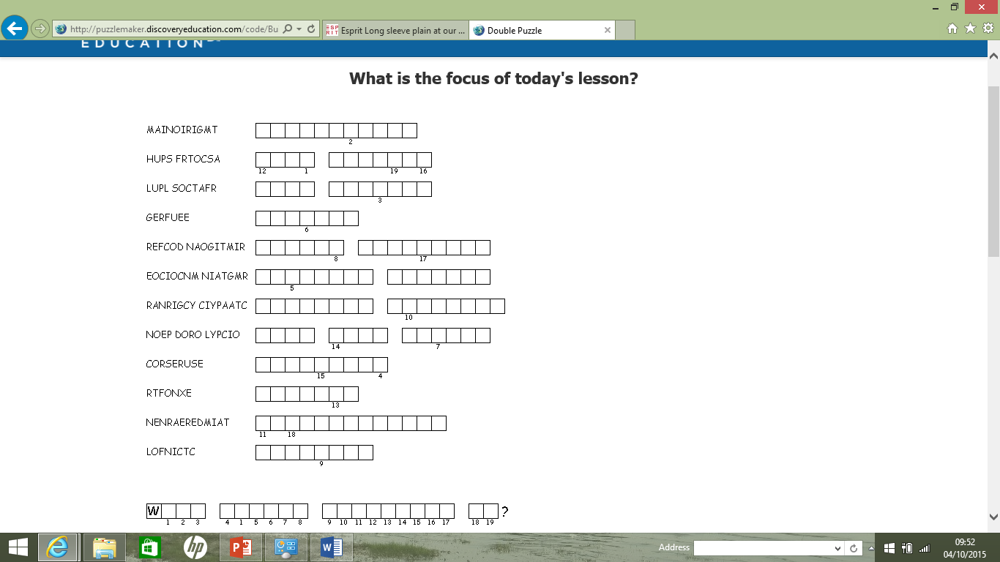 http://puzzlemaker.discoveryeducation.com/code/Bu
ESPRIT Esprit Long sleeve plain at our ...
Double Puzzle
EDUCATION
What is the focus of today's lesson?
MAINOIRIGMT
2
HUPS FRTOCSA
12 1 19 16
LUPL SOCTAFR
3
GERFUEE
6
REFCOD NAOGITMIR
8 17
EOCIOCNM NIATGMR
5
RANRIGCY CIYPAATC
10
NOEP DORO LYPCIO
14 7
CORSERUSE
15 4
RTFONXE
13
NENRAEREDMIAT
11 18
LOFNICTC
9
W ?
1 2 3 4 1 5 6 7 8 9 10 11 12 13 14 15 16 17 18 19
hp
Address
09:52
04/10/2015